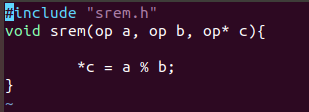 #include "srem.h"
void srem(op a, op b, op* c){
*c = a % b;
}
~